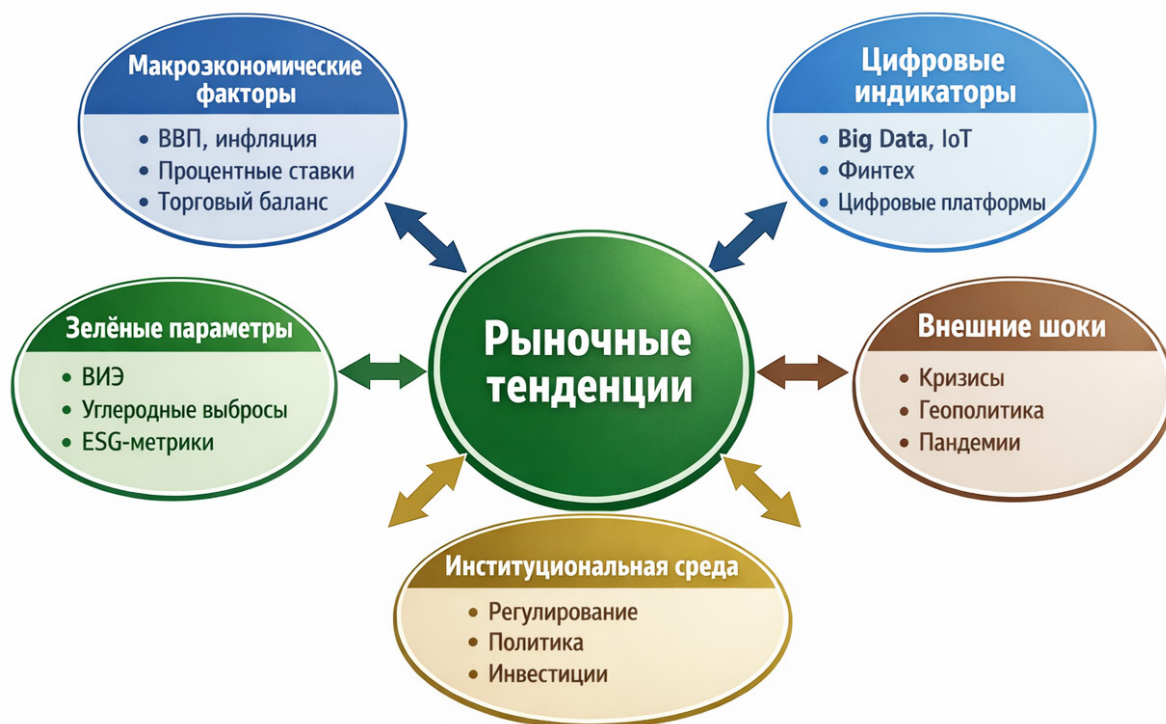 Макроэкономические
факторы
• ВВП, инфляция
• Процентные ставки
• Торговый баланс
Цифровые
индикаторы
• Big Data, IoT
• Финтех
• Цифровые платформы
Зелёные параметры
• ВИЭ
• Углеродные выбросы
• ESG-метрики
Рыночные
тенденции
Внешние шоки
• Кризисы
• Геополитика
• Пандемии
Институциональная среда
• Регулирование
• Политика
• Инвестиции